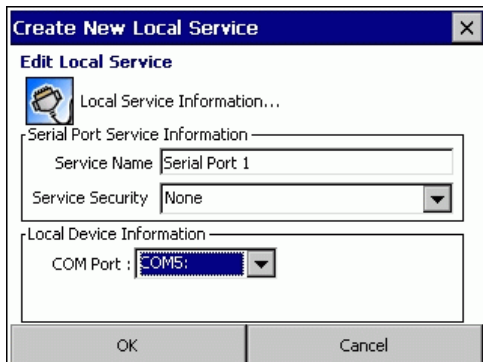 Create New Local Service
Edit Local Service
Local Service Information...
Serial Port Service Information
Service Name Serial Port 1
Service Security None
Local Device Information
COM Port : COM5:
OK Cancel